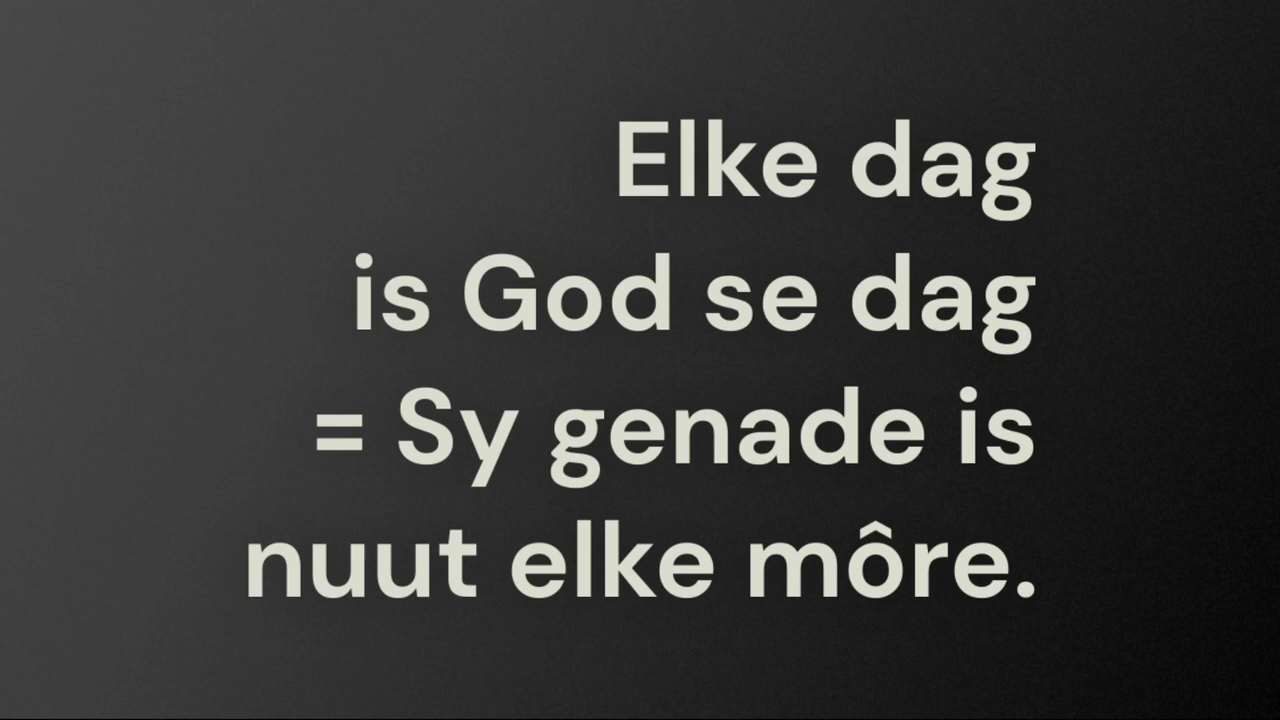 Elke dag
is God se dag
= Sy genade is
nuut elke môre.